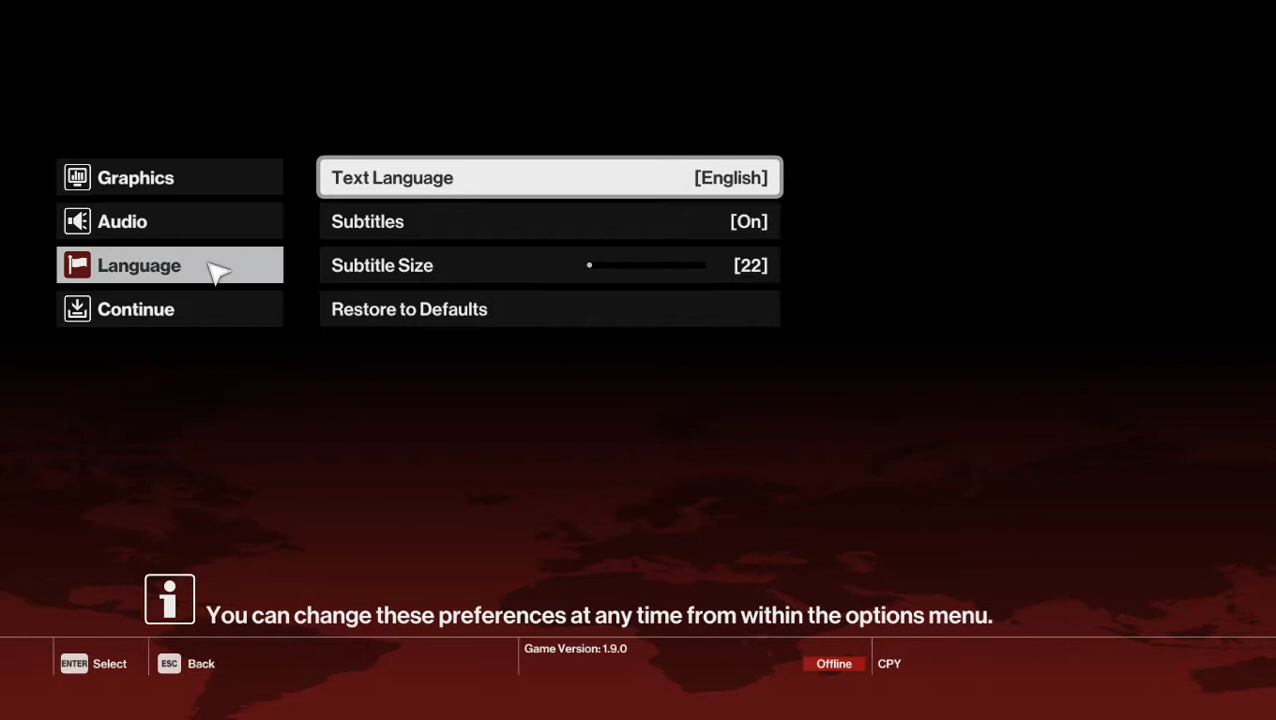 Graphics
Audio
Language
Continue
Text Language [English]
Subtitles [On]
Subtitle Size [22]
Restore to Defaults
You can change these preferences at any time from within the options menu.
ENTER Select ESC Back
Game Version: 1.9.0
Offline CPY